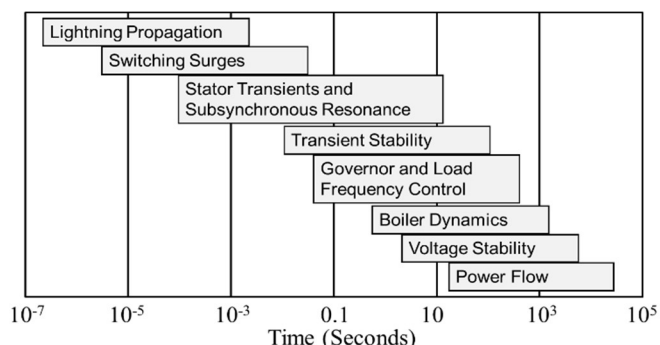 Lightning Propagation
Switching Surges
Stator Transients and
Subsynchronous Resonance
Transient Stability
Governor and Load
Frequency Control
Boiler Dynamics
Voltage Stability
Power Flow
10⁻⁷ 10⁻⁵ 10⁻³ 0.1 10 10³ 10⁵
Time (Seconds)